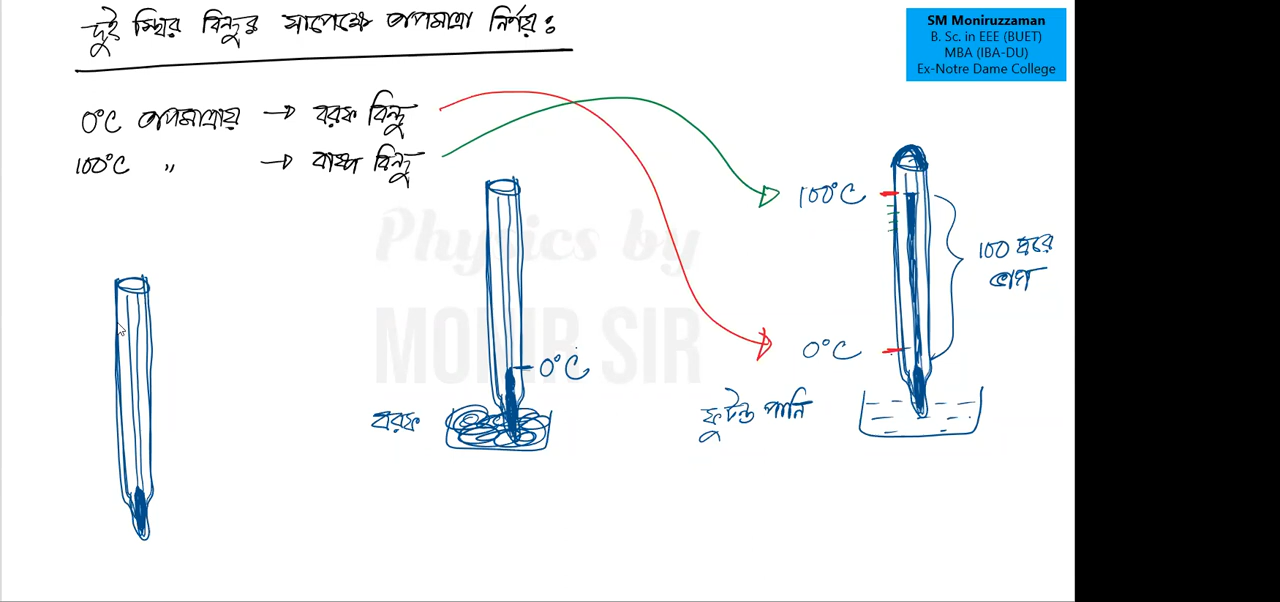 দুই স্থির বিন্দুর সাপেক্ষে তাপমাত্রা নির্ণয় :
SM Moniruzzaman
B. Sc. in EEE (BUET)
MBA (IBA-DU)
Ex-Notre Dame College
0°C তাপমাত্রায় → বরফ বিন্দু
100°C " → বাষ্প বিন্দু
100°C
Physics by
MONIR SIR
100 ঘরে
ভাগ
0°C
0°C
বরফ
ফুটন্ত পানি